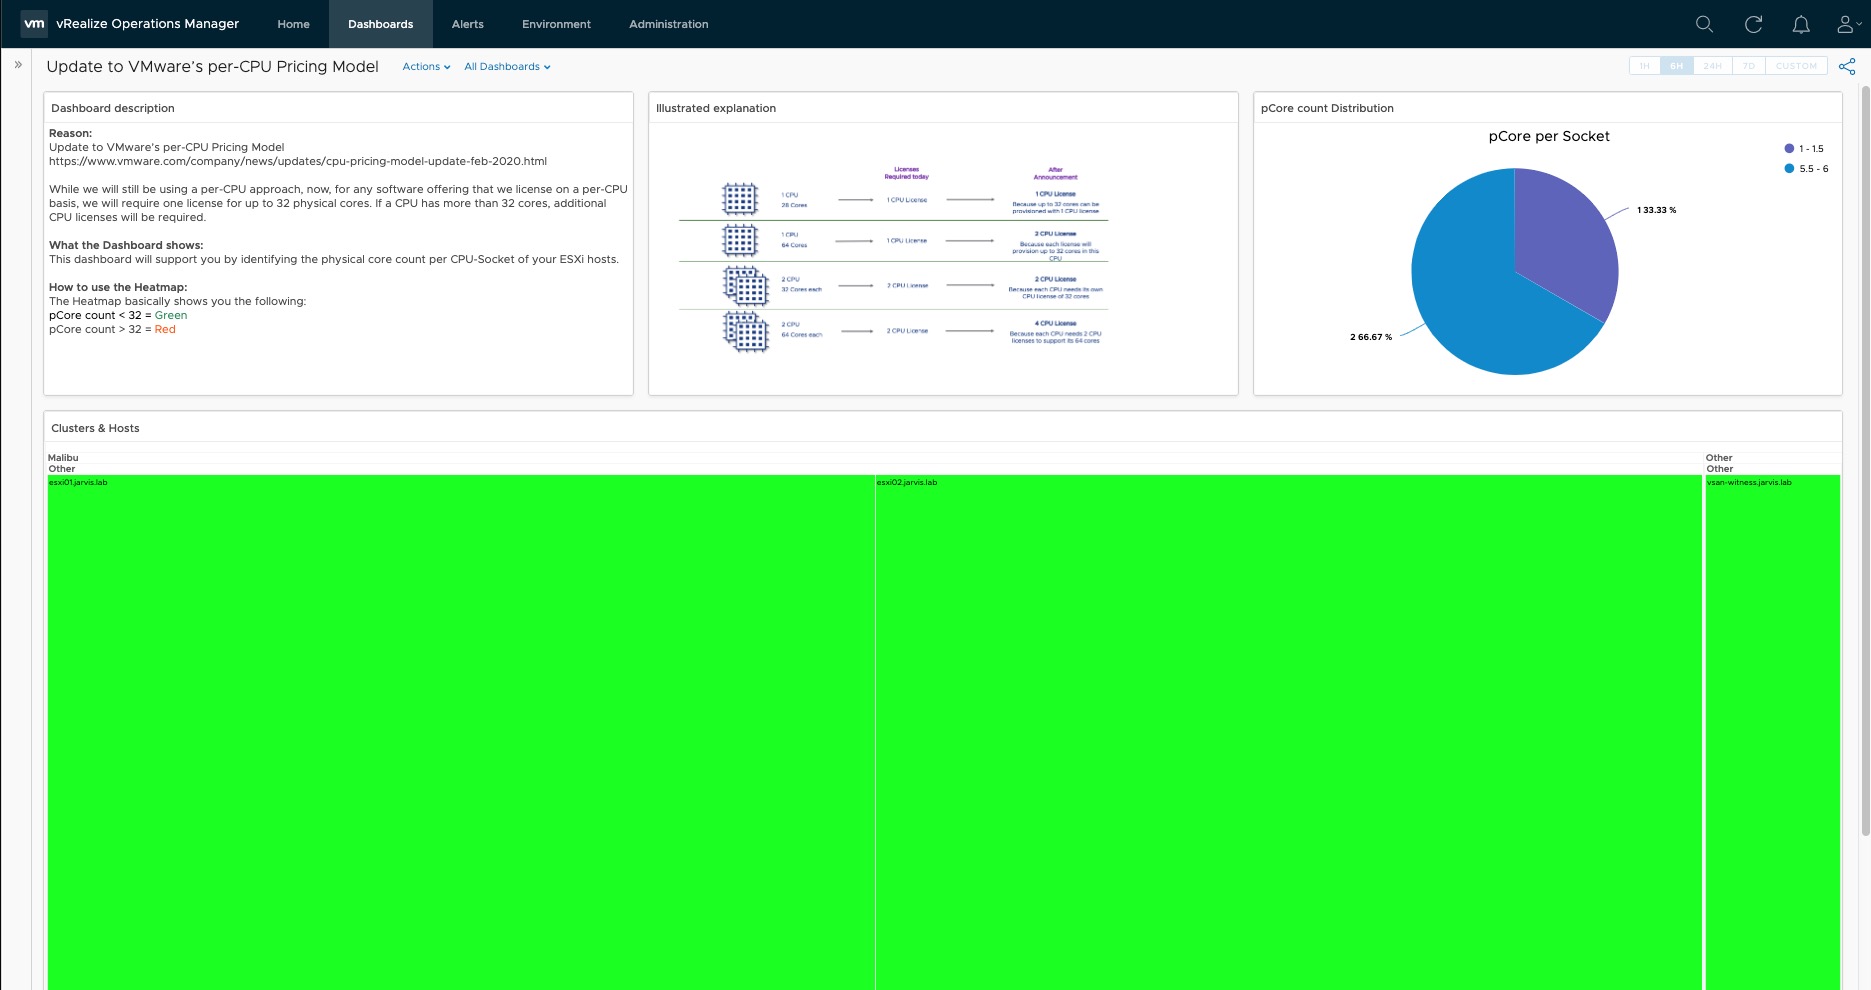 vm vRealize Operations Manager Home Dashboards Alerts Environment Administration
Update to VMware's per-CPU Pricing Model Actions All Dashboards 1H 6H 24H 7D CUSTOM
Dashboard description
Reason:
Update to VMware's per-CPU Pricing Model
https://www.vmware.com/company/news/updates/cpu-pricing-model-update-feb-2020.html
While we will still be using a per-CPU approach, now, for any software offering that we license on a per-CPU
basis, we will require one license for up to 32 physical cores. If a CPU has more than 32 cores, additional
CPU licenses will be required.
What the Dashboard shows:
This dashboard will support you by identifying the physical core count per CPU-Socket of your ESXi hosts.
How to use the Heatmap:
The Heatmap basically shows you the following:
pCore count < 32 = Green
pCore count > 32 = Red
Illustrated explanation
Licenses
Required today
After
Announcement
1 CPU
28 Cores
1 CPU License
1 CPU License
Because up to 32 cores can be
provisioned with 1 CPU license
1 CPU
64 Cores
1 CPU License
2 CPU License
Because each license will
provision up to 32 cores in this
CPU
2 CPU
32 Cores each
2 CPU License
2 CPU License
Because each CPU needs its own
CPU license of 32 cores
2 CPU
64 Cores each
2 CPU License
4 CPU License
Because each CPU needs 2 CPU
licenses to support its 64 cores
pCore count Distribution
pCore per Socket
1 - 1.5
5.5 - 6
1 33.33 %
2 66.67 %
Clusters & Hosts
Malibu
Other
esxi01.jarvis.lab
esxi02.jarvis.lab
Other
Other
vsan-witness.jarvis.lab